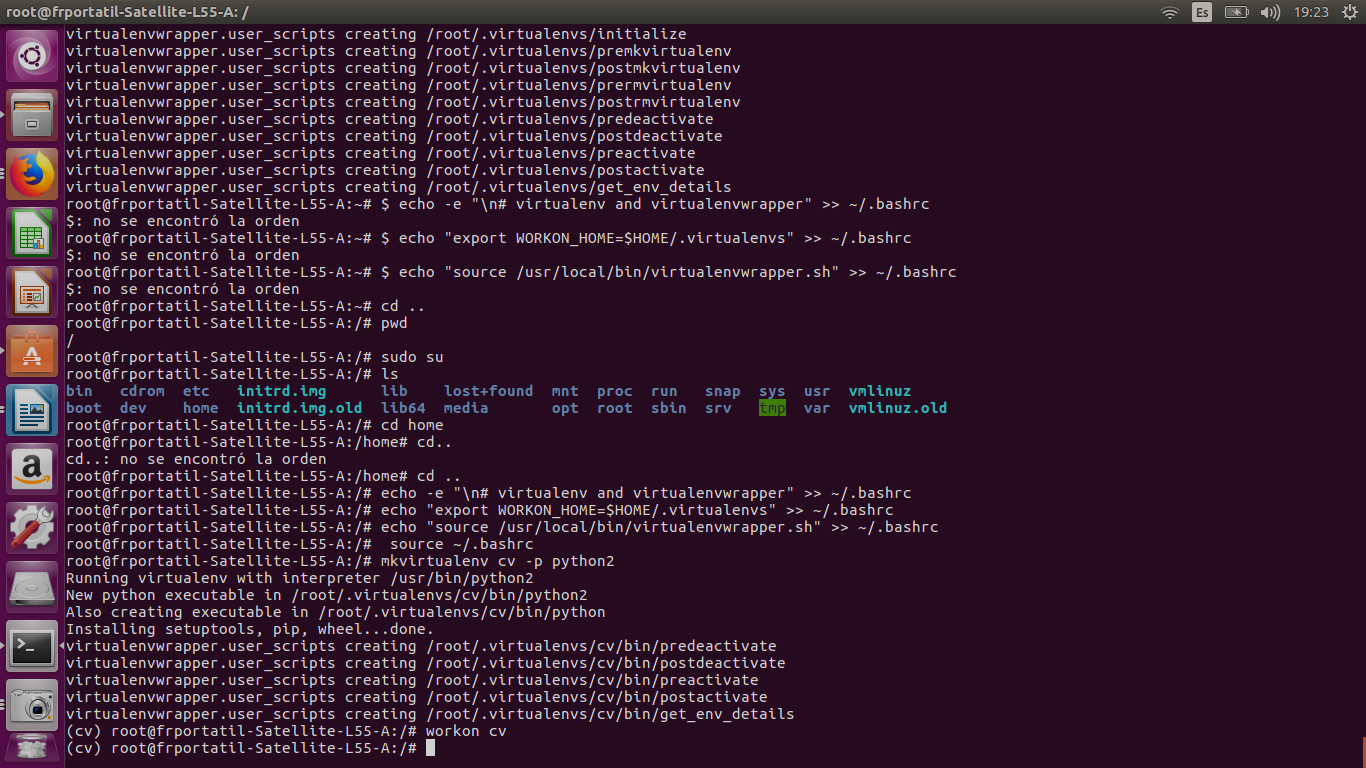 root@frportatil-Satellite-L55-A: /
Es
19:23
virtualenvwrapper.user_scripts creating /root/.virtualenvs/initialize
virtualenvwrapper.user_scripts creating /root/.virtualenvs/premkvirtualenv
virtualenvwrapper.user_scripts creating /root/.virtualenvs/postmkvirtualenv
virtualenvwrapper.user_scripts creating /root/.virtualenvs/prermvirtualenv
virtualenvwrapper.user_scripts creating /root/.virtualenvs/postrmvirtualenv
virtualenvwrapper.user_scripts creating /root/.virtualenvs/predeactivate
virtualenvwrapper.user_scripts creating /root/.virtualenvs/postdeactivate
virtualenvwrapper.user_scripts creating /root/.virtualenvs/preactivate
virtualenvwrapper.user_scripts creating /root/.virtualenvs/postactivate
virtualenvwrapper.user_scripts creating /root/.virtualenvs/get_env_details
root@frportatil-Satellite-L55-A:~# $ echo -e "\n# virtualenv and virtualenvwrapper" >> ~/.bashrc
$: no se encontró la orden
root@frportatil-Satellite-L55-A:~# $ echo "export WORKON_HOME=$HOME/.virtualenvs" >> ~/.bashrc
$: no se encontró la orden
root@frportatil-Satellite-L55-A:~# $ echo "source /usr/local/bin/virtualenvwrapper.sh" >> ~/.bashrc
$: no se encontró la orden
root@frportatil-Satellite-L55-A:~# cd ..
root@frportatil-Satellite-L55-A:/# pwd
/
root@frportatil-Satellite-L55-A:/# sudo su
root@frportatil-Satellite-L55-A:/# ls
bin cdrom etc initrd.img lib lost+found mnt proc run snap sys usr vmlinuz
boot dev home initrd.img.old lib64 media opt root sbin srv tmp var vmlinuz.old
root@frportatil-Satellite-L55-A:/# cd home
root@frportatil-Satellite-L55-A:/home# cd..
cd..: no se encontró la orden
root@frportatil-Satellite-L55-A:/home# cd ..
root@frportatil-Satellite-L55-A:/# echo -e "\n# virtualenv and virtualenvwrapper" >> ~/.bashrc
root@frportatil-Satellite-L55-A:/# echo "export WORKON_HOME=$HOME/.virtualenvs" >> ~/.bashrc
root@frportatil-Satellite-L55-A:/# echo "source /usr/local/bin/virtualenvwrapper.sh" >> ~/.bashrc
root@frportatil-Satellite-L55-A:/#  source ~/.bashrc
root@frportatil-Satellite-L55-A:/# mkvirtualenv cv -p python2
Running virtualenv with interpreter /usr/bin/python2
New python executable in /root/.virtualenvs/cv/bin/python2
Also creating executable in /root/.virtualenvs/cv/bin/python
Installing setuptools, pip, wheel...done.
virtualenvwrapper.user_scripts creating /root/.virtualenvs/cv/bin/predeactivate
virtualenvwrapper.user_scripts creating /root/.virtualenvs/cv/bin/postdeactivate
virtualenvwrapper.user_scripts creating /root/.virtualenvs/cv/bin/preactivate
virtualenvwrapper.user_scripts creating /root/.virtualenvs/cv/bin/postactivate
virtualenvwrapper.user_scripts creating /root/.virtualenvs/cv/bin/get_env_details
(cv) root@frportatil-Satellite-L55-A:/# workon cv
(cv) root@frportatil-Satellite-L55-A:/#